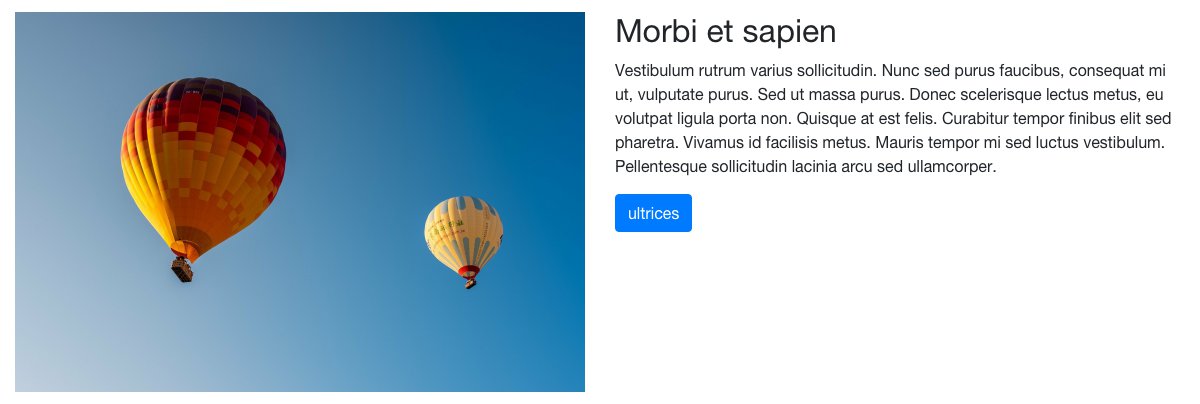 Morbi et sapien
Vestibulum rutrum varius sollicitudin. Nunc sed purus faucibus, consequat mi
ut, vulputate purus. Sed ut massa purus. Donec scelerisque lectus metus, eu
volutpat ligula porta non. Quisque at est felis. Curabitur tempor finibus elit sed
pharetra. Vivamus id facilisis metus. Mauris tempor mi sed luctus vestibulum.
Pellentesque sollicitudin lacinia arcu sed ullamcorper.
ultrices